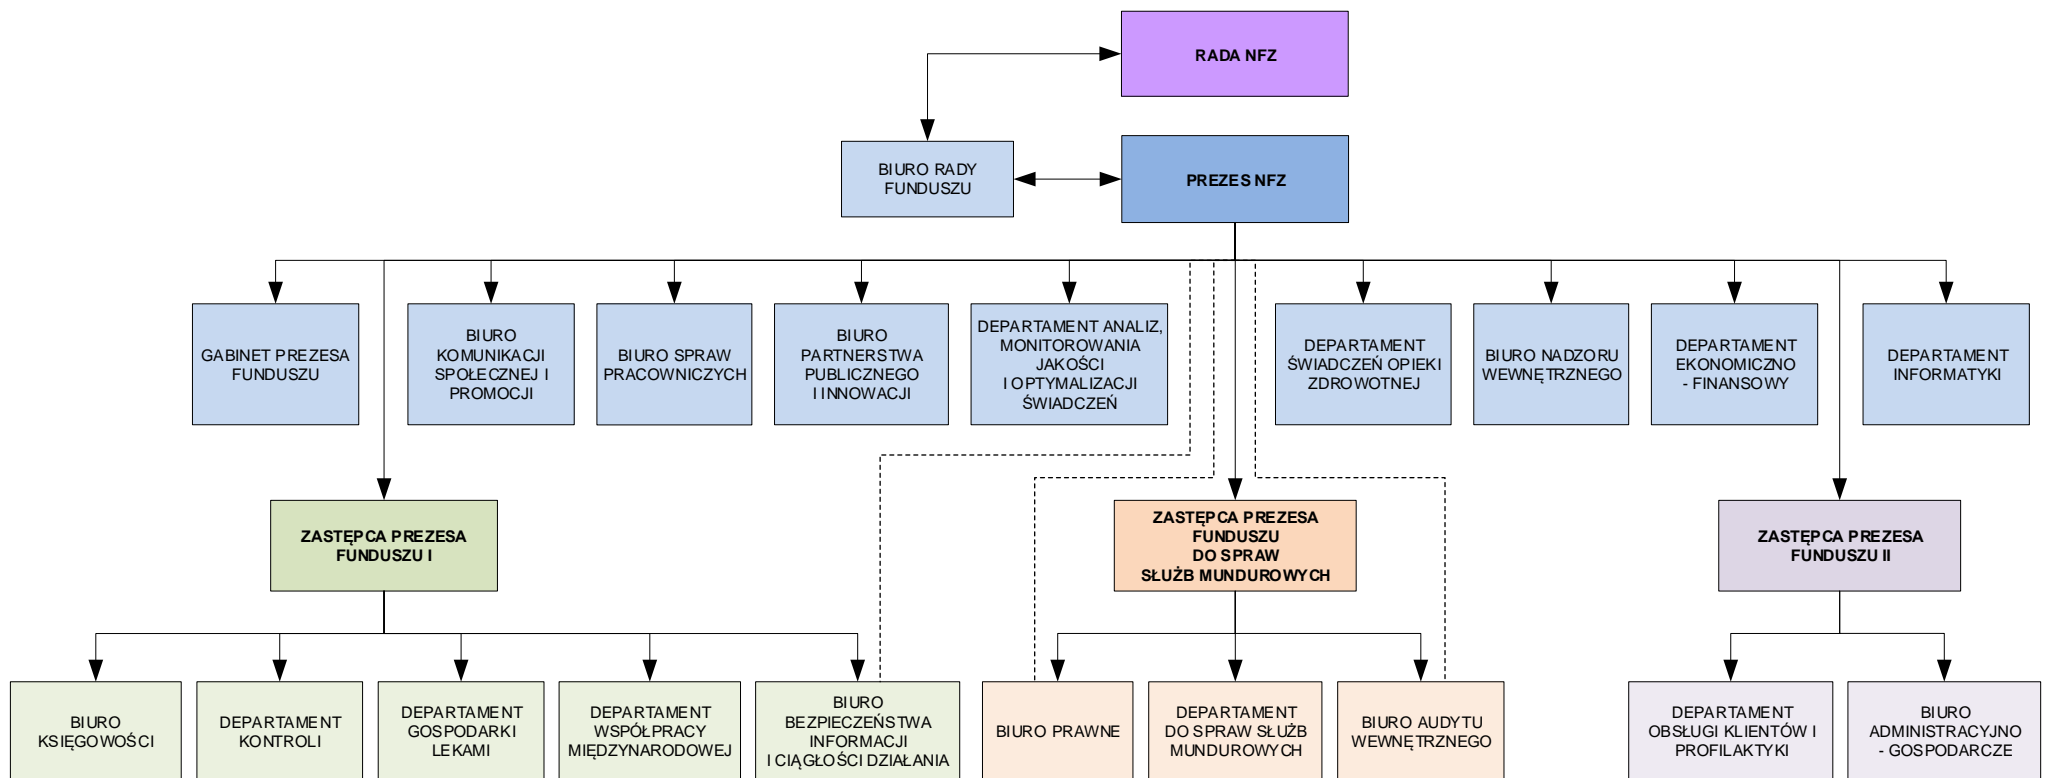 RADA NFZ
BIURO RADY
FUNDUSZU
PREZES NFZ
GABINET PREZESA
FUNDUSZU
BIURO
KOMUNIKACJI
SPOŁECZNEJ I
PROMOCJI
BIURO SPRAW
PRACOWNICZYCH
BIURO
PARTNERSTWA
PUBLICZNEGO
I INNOWACJI
DEPARTAMENT ANALIZ,
MONITOROWANIA
JAKOŚCI
I OPTYMALIZACJI
ŚWIADCZEŃ
DEPARTAMENT
ŚWIADCZEŃ OPIEKI
ZDROWOTNEJ
BIURO NADZORU
WEWNĘTRZNEGO
DEPARTAMENT
EKONOMICZNO
- FINANSOWY
DEPARTAMENT
INFORMATYKI
ZASTĘPCA PREZESA
FUNDUSZU I
ZASTĘPCA PREZESA
FUNDUSZU
DO SPRAW
SŁUŻB MUNDUROWYCH
ZASTĘPCA PREZESA
FUNDUSZU II
BIURO
KSIĘGOWOŚCI
DEPARTAMENT
KONTROLI
DEPARTAMENT
GOSPODARKI
LEKAMI
DEPARTAMENT
WSPÓŁPRACY
MIĘDZYNARODOWEJ
BIURO
BEZPIECZEŃSTWA
INFORMACJI
I CIĄGŁOŚCI DZIAŁANIA
BIURO PRAWNE
DEPARTAMENT
DO SPRAW SŁUŻB
MUNDUROWYCH
BIURO AUDYTU
WEWNĘTRZNEGO
DEPARTAMENT
OBSŁUGI KLIENTÓW I
PROFILAKTYKI
BIURO
ADMINISTRACYJNO
- GOSPODARCZE